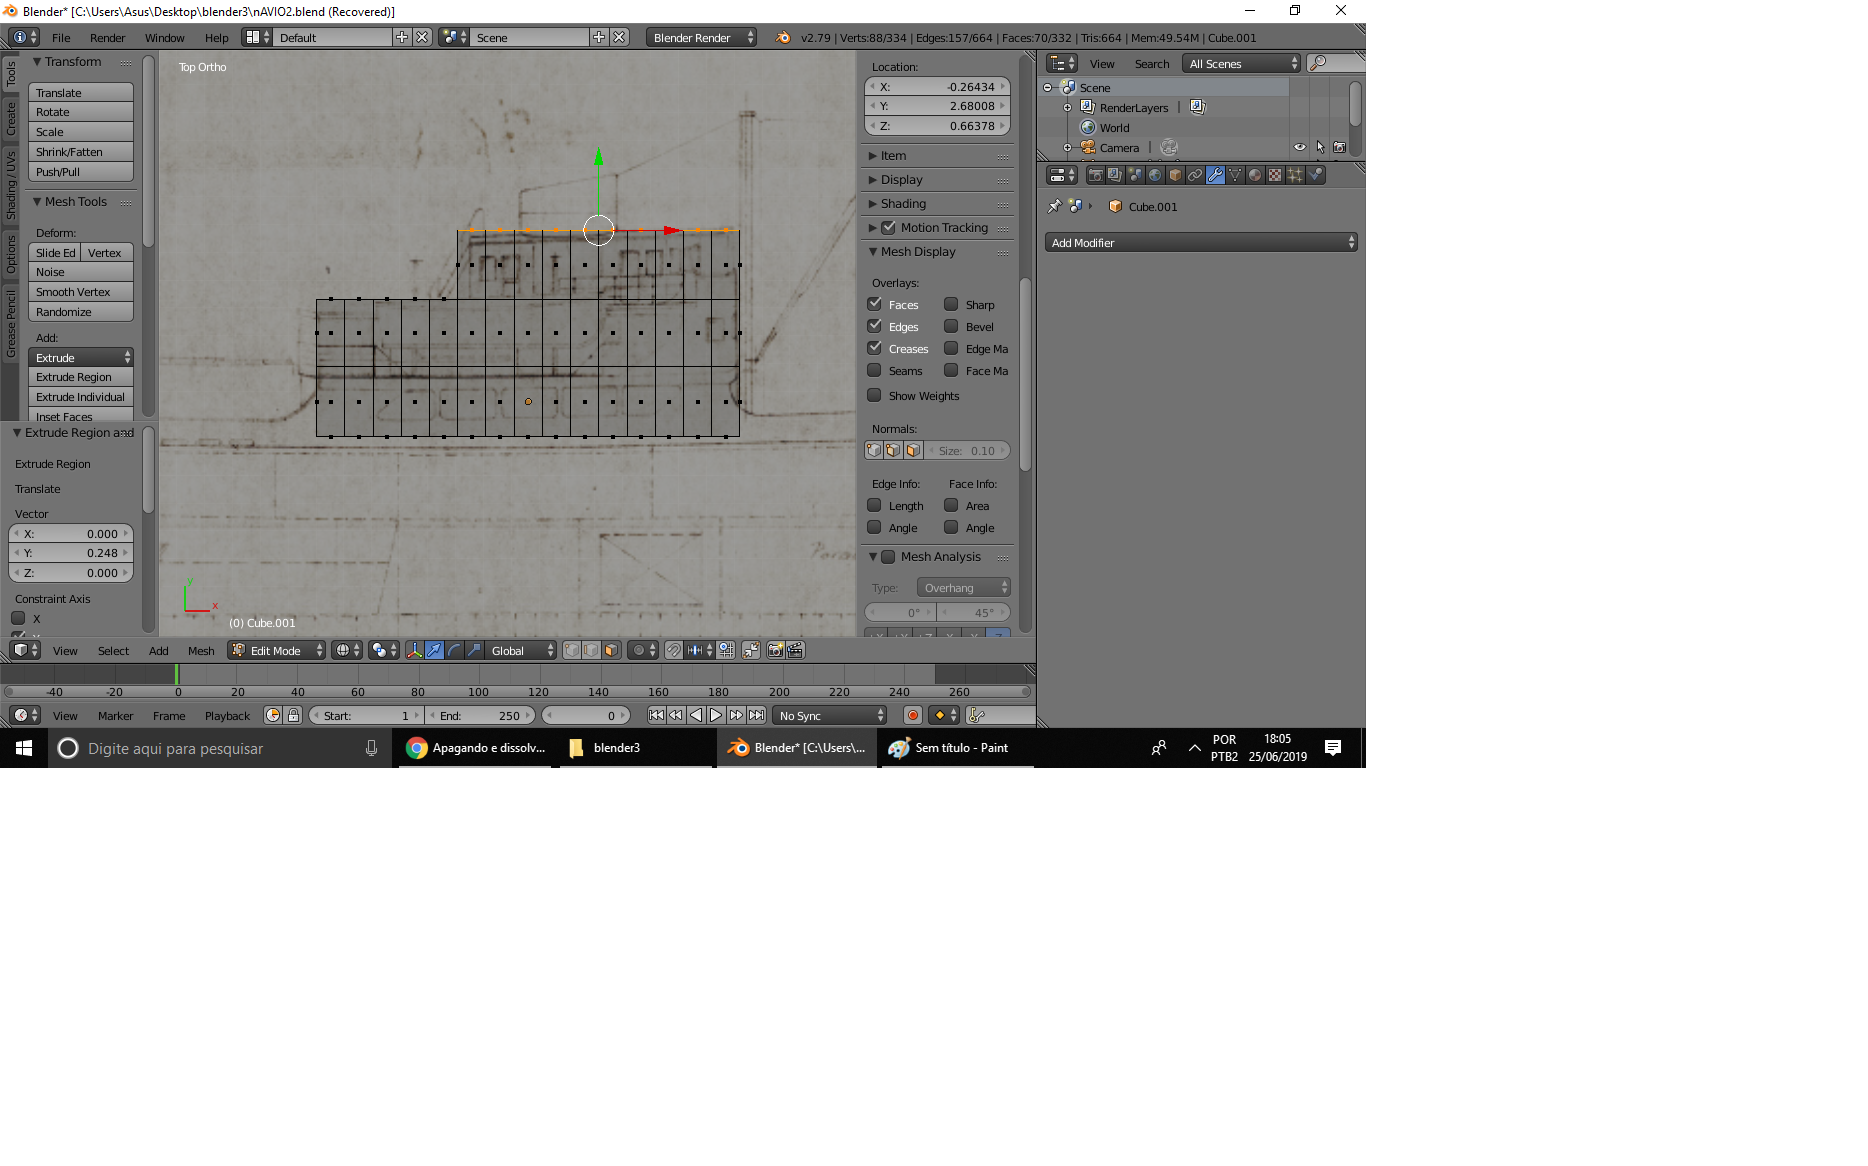 Blender* [C:\Users\Asus\Desktop\blender3\nAVIO2.blend (Recovered)]
File Render Window Help Default Scene Blender Render v2.79 | Verts:88/334 | Edges:157/664 | Faces:70/332 | Tris:664 | Mem:49.54M | Cube.001
Tools
Create
Shading / UVs
Options
Grease Pencil
Transform
Translate
Rotate
Scale
Shrink/Fatten
Push/Pull
Mesh Tools
Deform:
Slide Ed Vertex
Noise
Smooth Vertex
Randomize
Add:
Extrude
Extrude Region
Extrude Individual
Inset Faces
Extrude Region and
Extrude Region
Translate
Vector
X: 0.000
Y: 0.248
Z: 0.000
Constraint Axis
X
Top Ortho
Y
X
(0) Cube.001
Location:
X: -0.26434
Y: 2.68008
Z: 0.66378
Item
Display
Shading
Motion Tracking
Mesh Display
Overlays:
Faces Sharp
Edges Bevel
Creases Edge Ma
Seams Face Ma
Show Weights
Normals:
Size: 0.10
Edge Info: Face Info:
Length Area
Angle Angle
Mesh Analysis
Type: Overhang
0° 45°
View Search All Scenes
Scene
RenderLayers |
World
Camera |
Cube.001
Add Modifier
View Select Add Mesh Edit Mode Global
-40 -20 0 20 40 60 80 100 120 140 160 180 200 220 240 260
View Marker Frame Playback Start: 1 End: 250 0 No Sync
Digite aqui para pesquisar Apagando e dissolv... blender3 Blender* [C:\Users\... Sem título - Paint POR 18:05
PTB2 25/06/2019